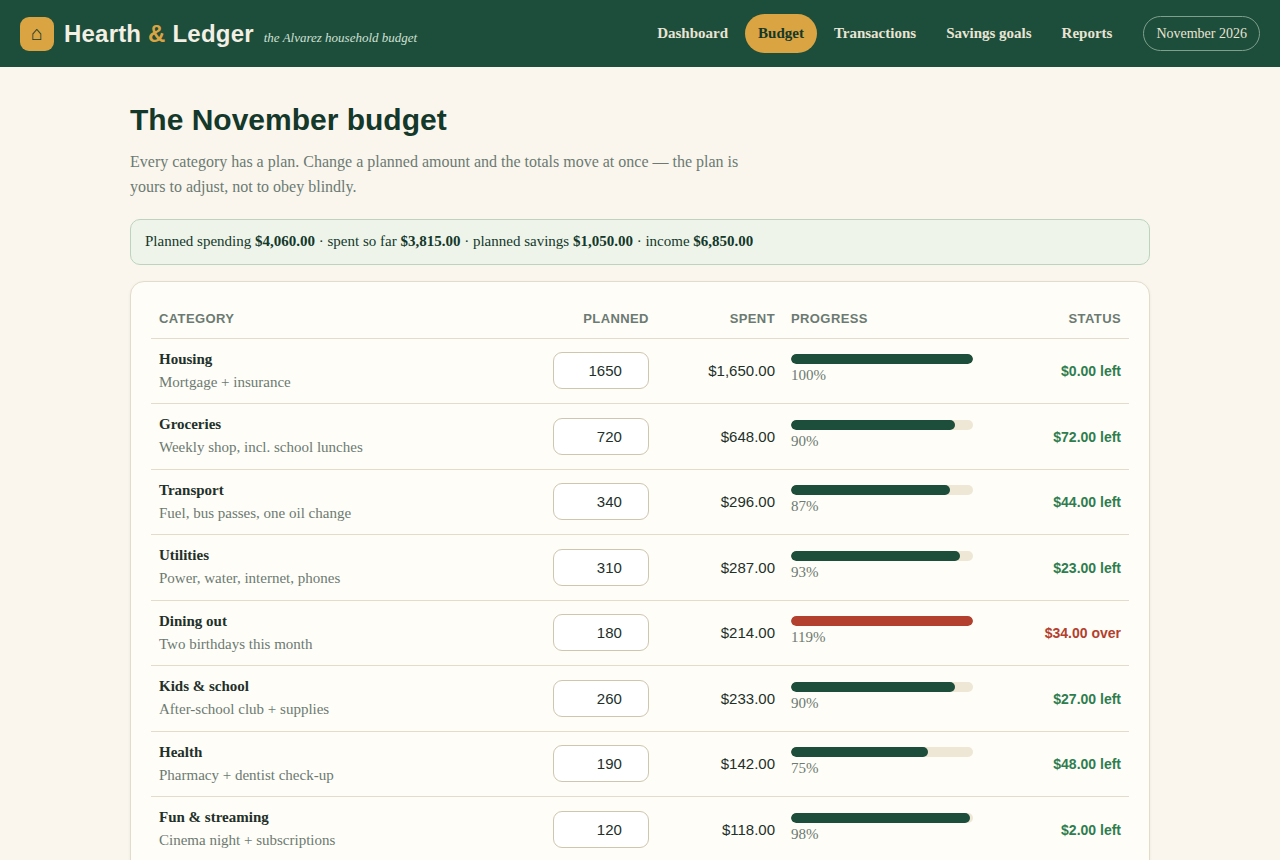 ⌂ Hearth & Ledger the Alvarez household budget Dashboard Budget Transactions Savings goals Reports November 2026
The November budget
Every category has a plan. Change a planned amount and the totals move at once — the plan is
yours to adjust, not to obey blindly.
Planned spending $4,060.00 · spent so far $3,815.00 · planned savings $1,050.00 · income $6,850.00
CATEGORY PLANNED SPENT PROGRESS STATUS
Housing
Mortgage + insurance 1650 $1,650.00 100% $0.00 left
Groceries
Weekly shop, incl. school lunches 720 $648.00 90% $72.00 left
Transport
Fuel, bus passes, one oil change 340 $296.00 87% $44.00 left
Utilities
Power, water, internet, phones 310 $287.00 93% $23.00 left
Dining out
Two birthdays this month 180 $214.00 119% $34.00 over
Kids & school
After-school club + supplies 260 $233.00 90% $27.00 left
Health
Pharmacy + dentist check-up 190 $142.00 75% $48.00 left
Fun & streaming
Cinema night + subscriptions 120 $118.00 98% $2.00 left